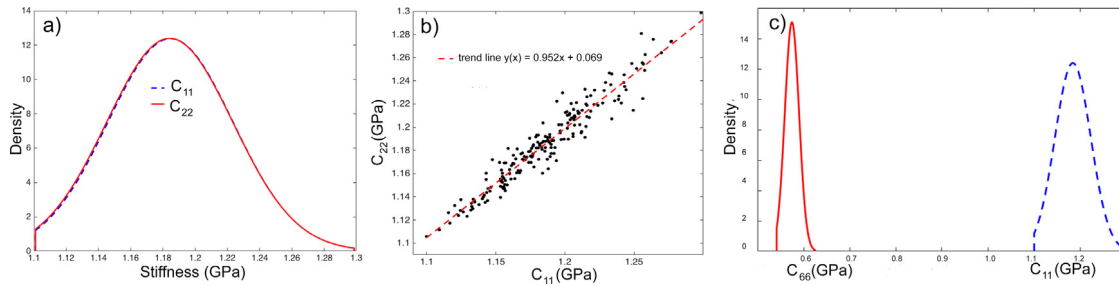 a)
14
12
10
8
6
4
2
0
Density
C11
C22
1.1 1.12 1.14 1.16 1.18 1.2 1.22 1.24 1.26 1.28 1.3
Stiffness (GPa)
b)
1.3
1.28
1.26
1.24
1.22
1.2
1.18
1.16
1.14
1.12
1.1
C22(GPa)
trend line y(x) = 0.952x + 0.069
1.1 1.15 1.2 1.25
C11(GPa)
c)
14
12
10
8
6
4
2
0
Density
0.6 0.7 0.8 0.9 1.0 1.1 1.2
C66(GPa) C11(GPa)